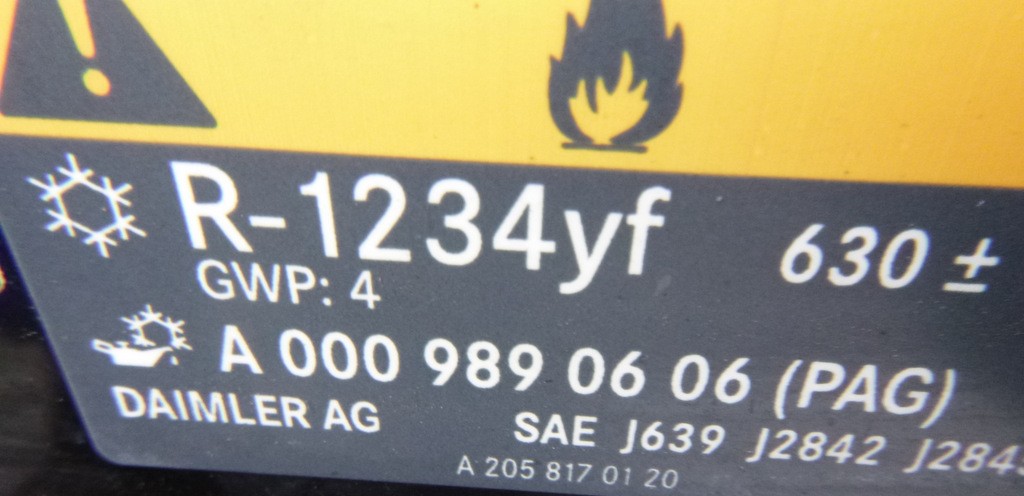 R-1234yf 630 ±
GWP: 4
A 000 989 06 06 (PAG)
DAIMLER AG SAE J639 J2842
A 205 817 01 20